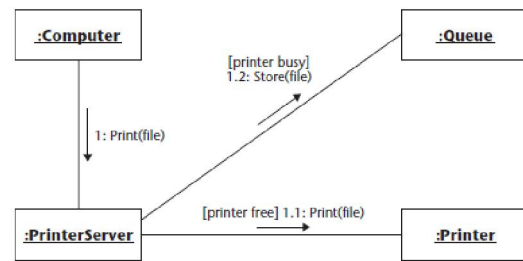 :Computer
:Queue
[printer busy]
1.2: Store(file)
1: Print(file)
[printer free] 1.1: Print(file)
:PrinterServer
:Printer